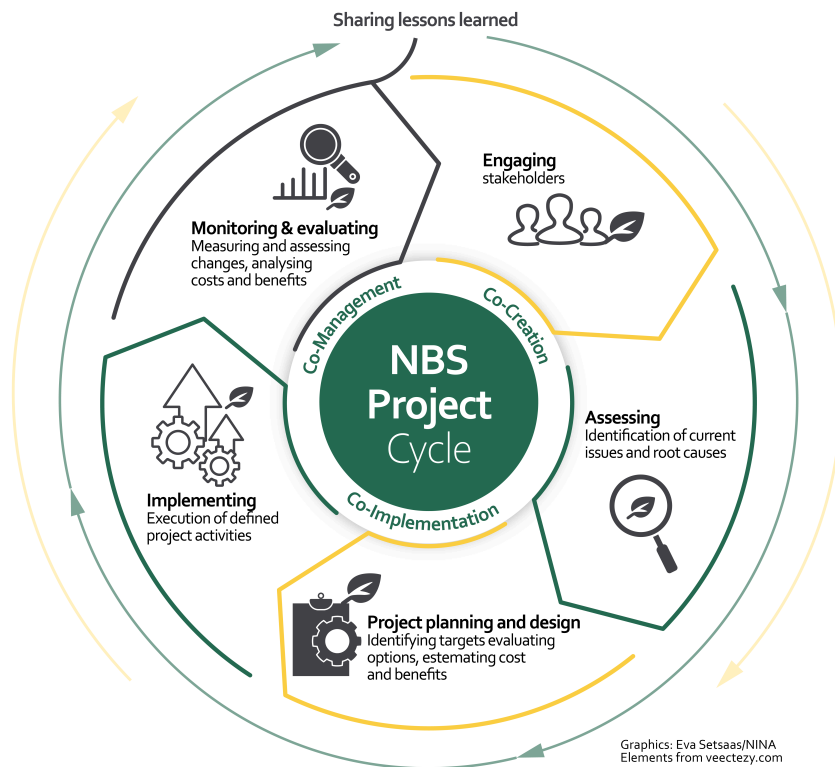 Sharing lessons learned
Engaging
stakeholders
Monitoring & evaluating
Measuring and assessing
changes, analysing
costs and benefits
Co-Management
Co-Creation
NBS
Project
Cycle
Assessing
Identification of current
issues and root causes
Implementing
Execution of defined
project activities
Co-Implementation
Project planning and design
Identifying targets evaluating
options, estemating cost
and benefits
Graphics: Eva Setsaas/NINA
Elements from veectezy.com